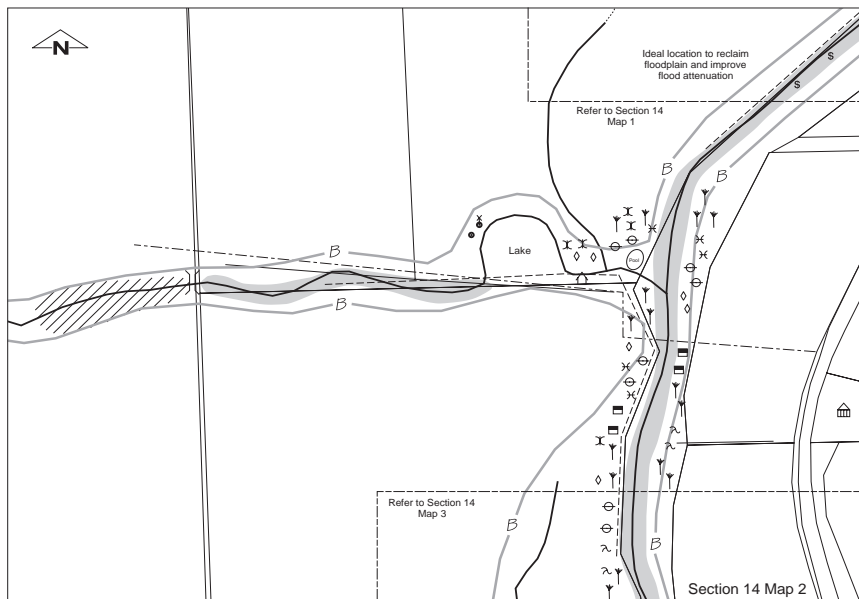 N
Ideal location to reclaim
floodplain and improve
flood attenuation
$
$
Refer to Section 14
Map 1
B
B
B
Lake
Pool
B
Refer to Section 14
Map 3
B
B
Section 14 Map 2